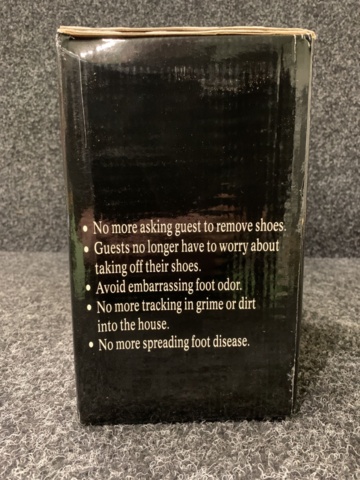 • No more asking guest to remove shoes.
• Guests no longer have to worry about
taking off their shoes.
• Avoid embarrassing foot odor.
• No more tracking in grime or dirt
into the house.
• No more spreading foot disease.